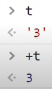 > t
<· '3'
> +t
<· 3